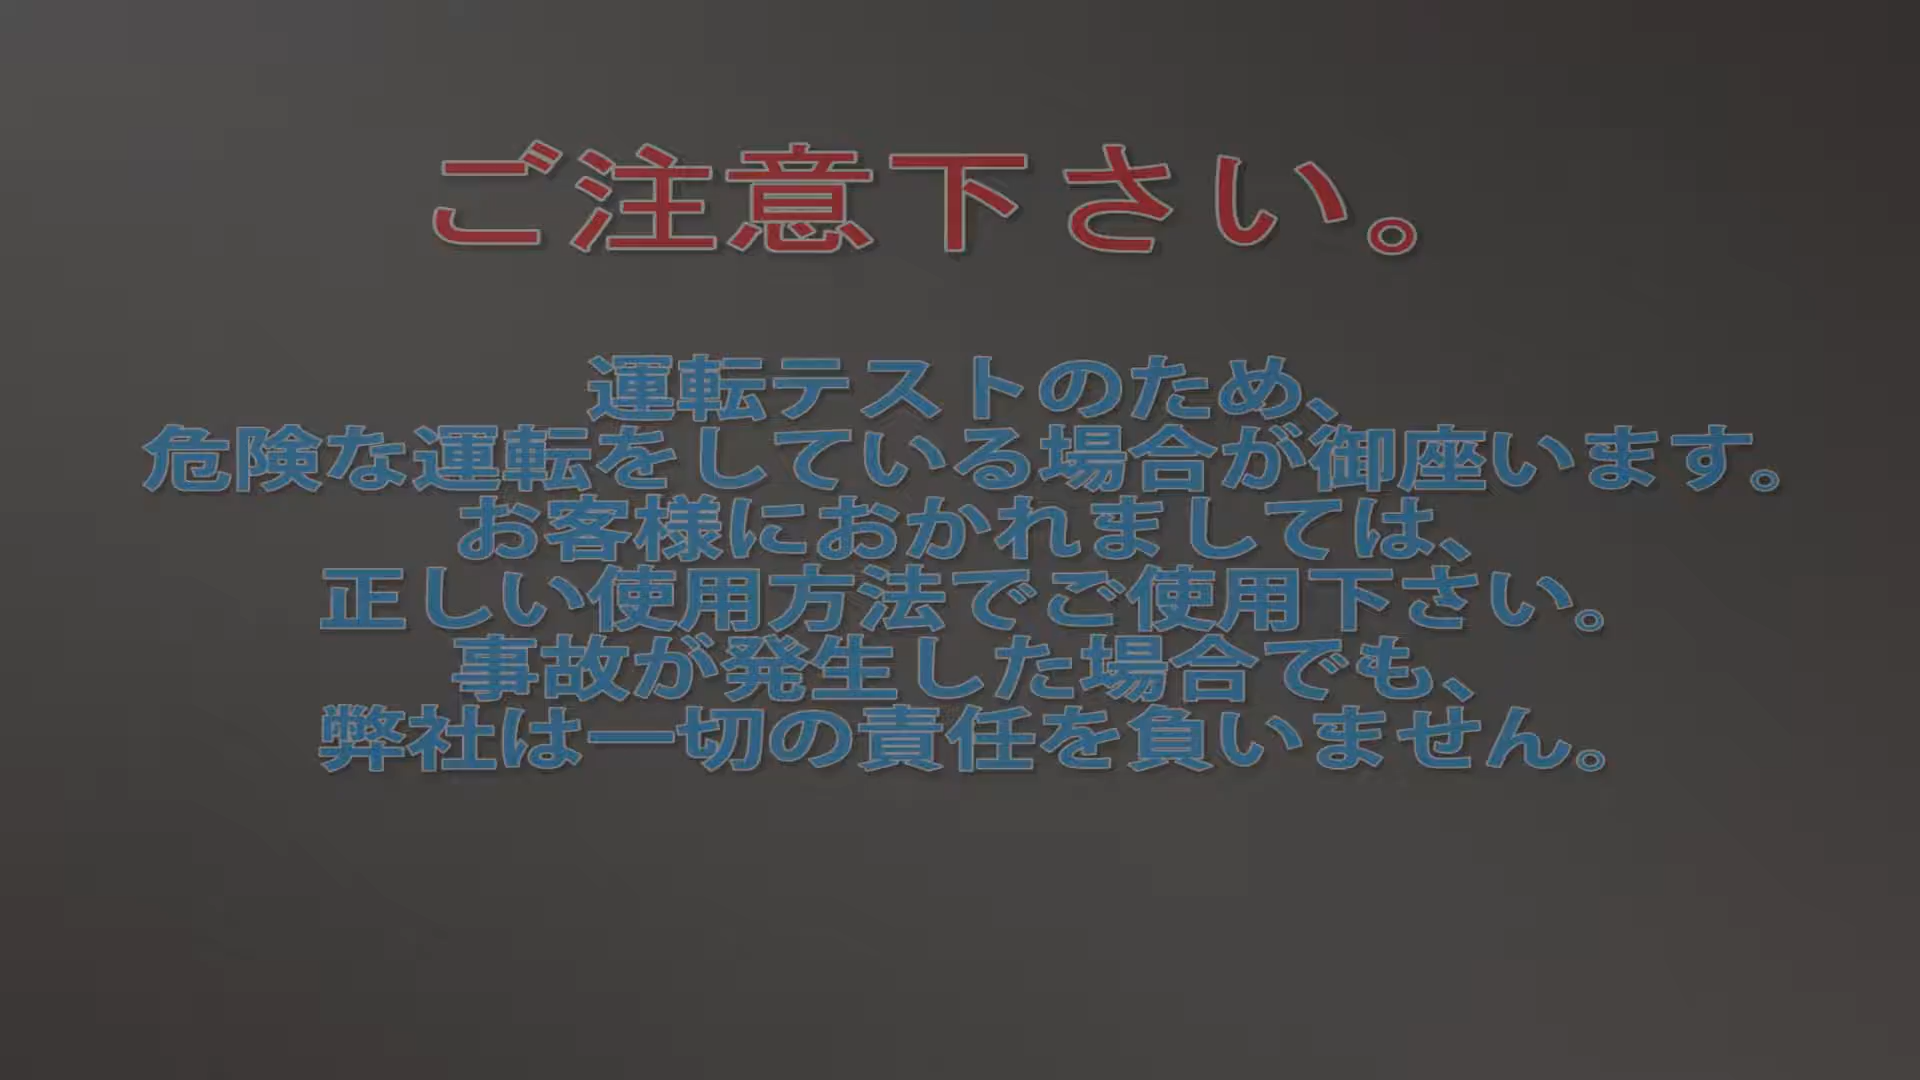 ご注意下さい。
運転テストのため、
危険な運転をしている場合が御座います。
お客様におかれましては、
正しい使用方法でご使用下さい。
事故が発生した場合でも、
弊社は一切の責任を負いません。